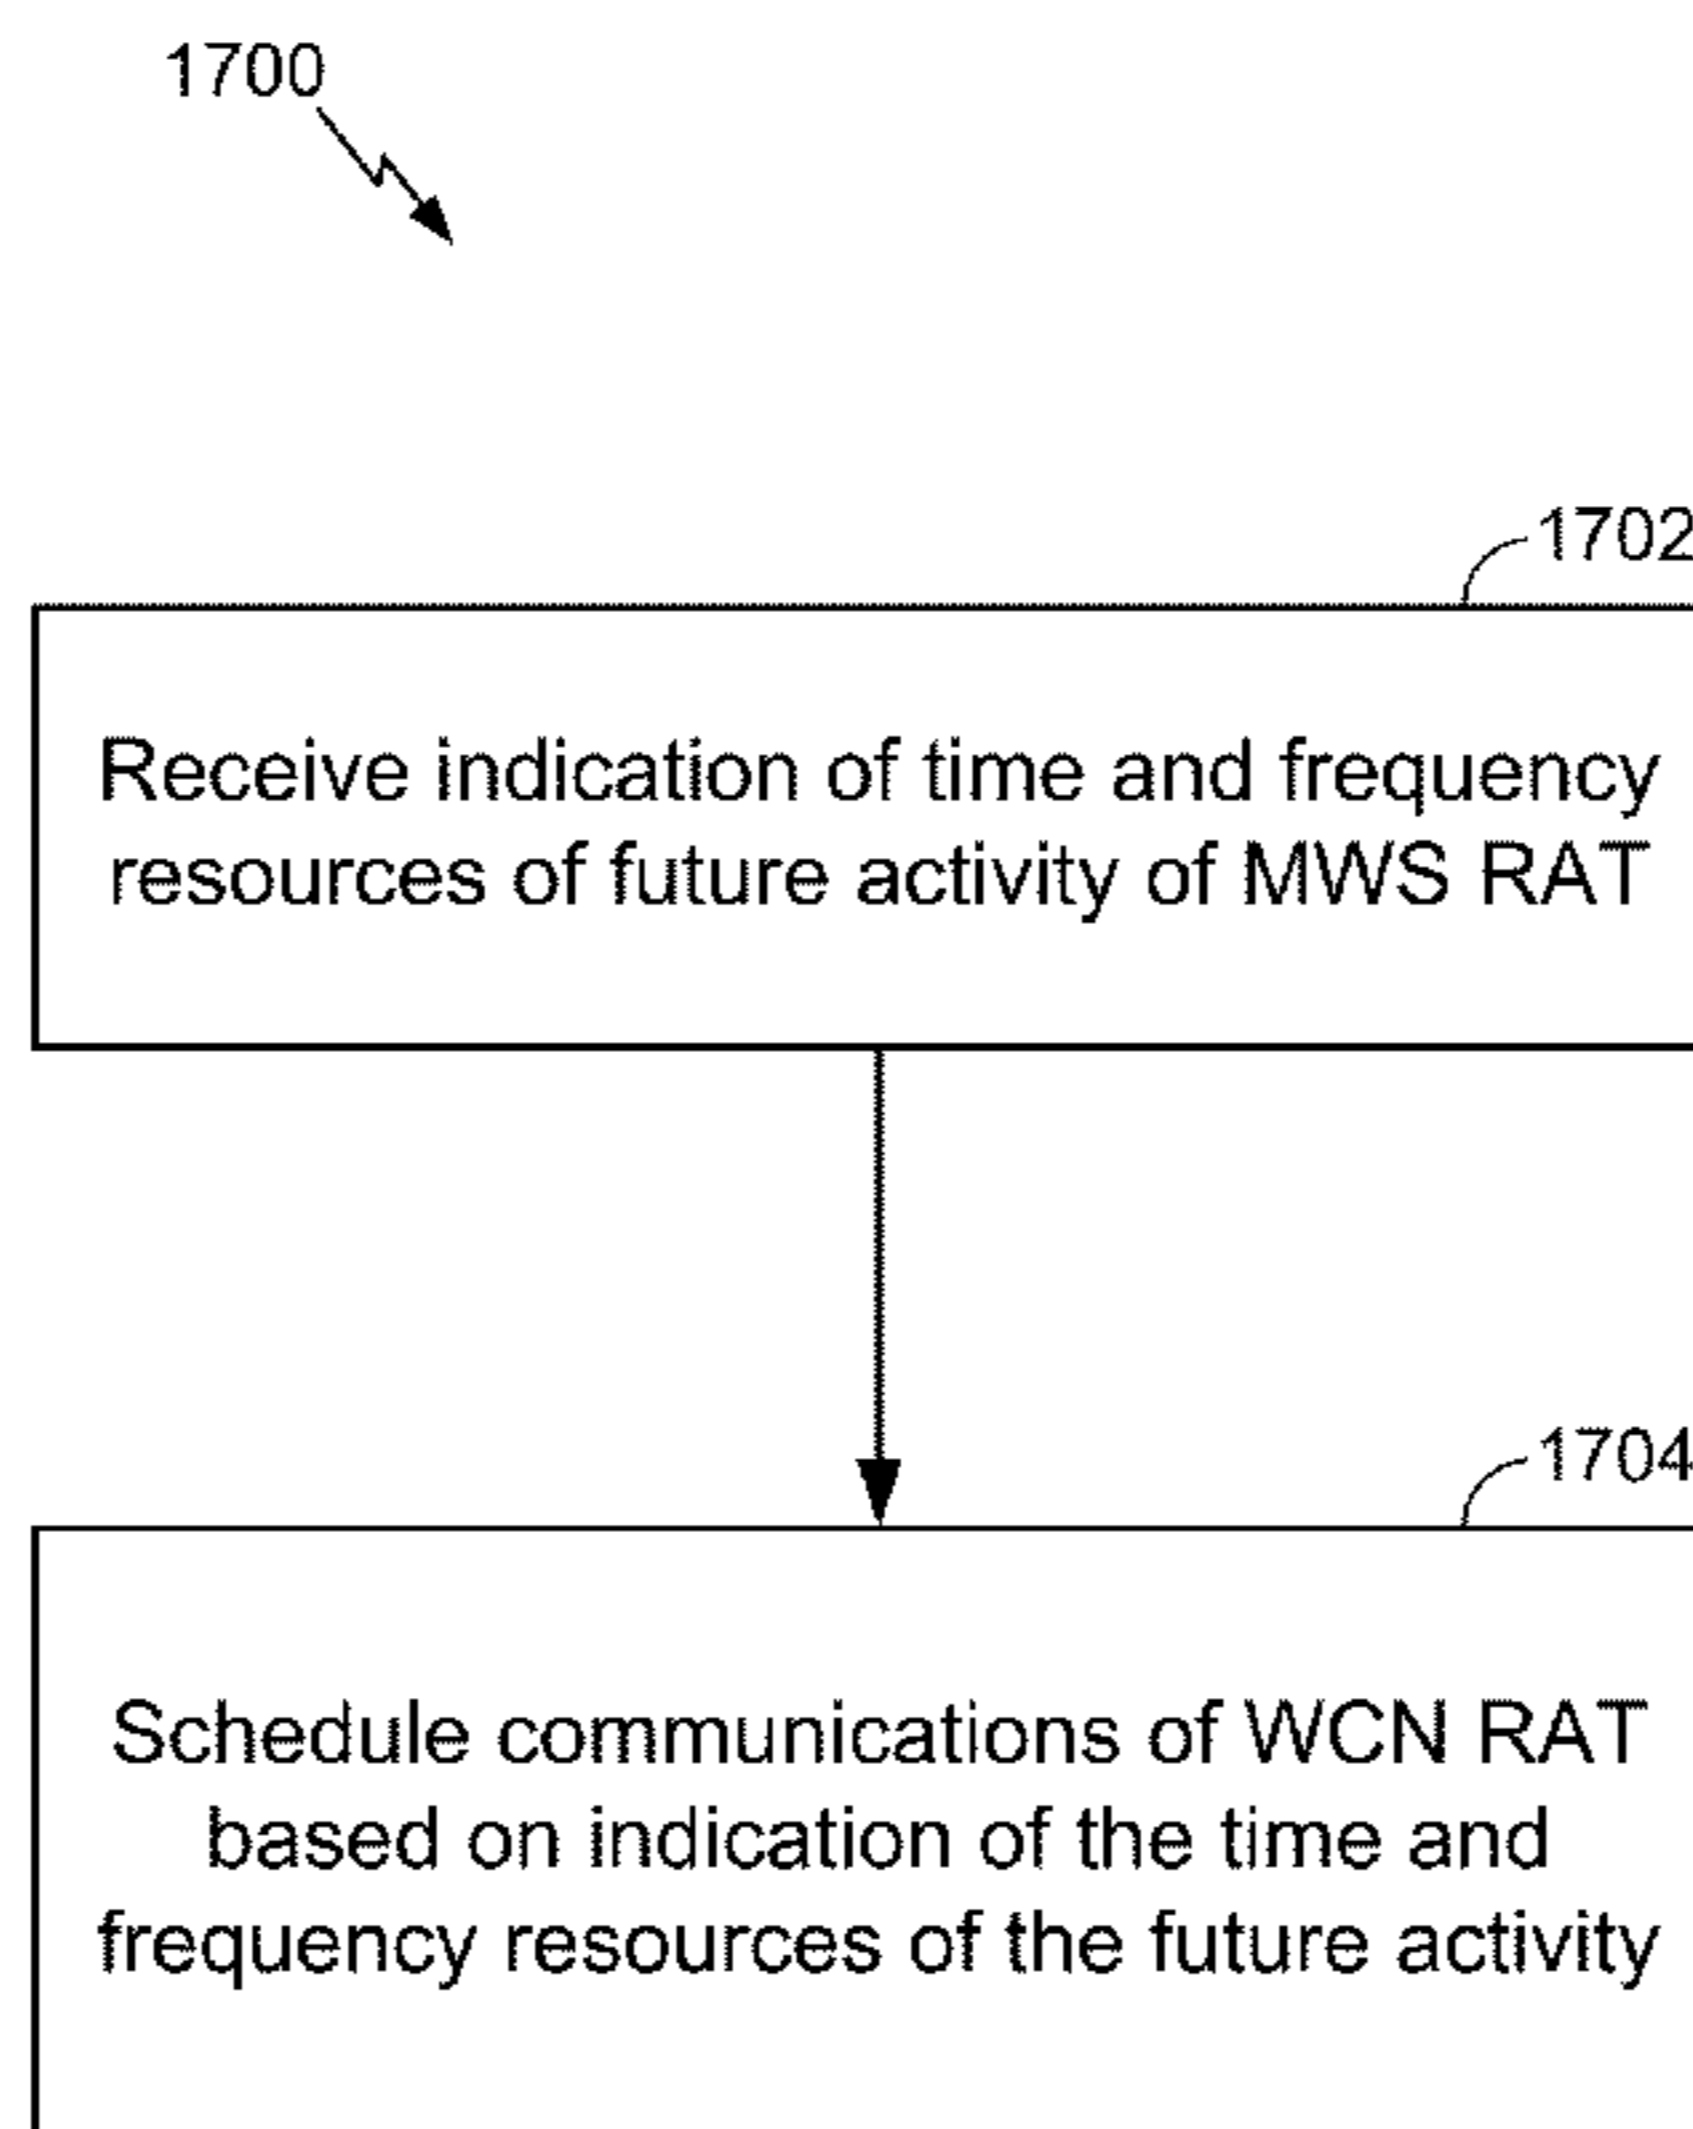 1700
1702
Receive indication of time and frequency
resources of future activity of MWS RAT
1704
Schedule communications of WCN RAT
based on indication of the time and
frequency resources of the future activity